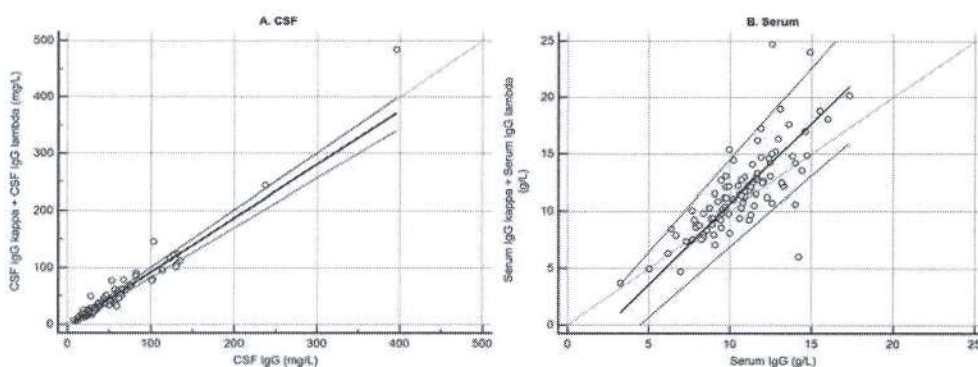 A. CSF
CSF IgG kappa + CSF IgG lambda (mg/L)
500
400
300
200
100
0
0 100 200 300 400 500
CSF IgG (mg/L)
B. Serum
Serum IgG kappa + Serum IgG lambda
(g/L)
25
20
15
10
5
0
0 5 10 15 20 25
Serum IgG (g/L)